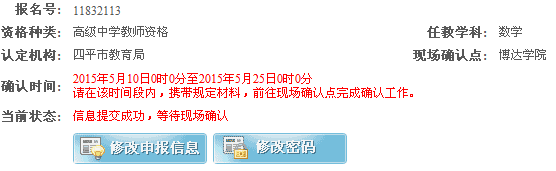 报名号： 11832113
资格种类： 高级中学教师资格 任教学科： 数学
认定机构： 四平市教育局 现场确认点： 博达学院
确认时间： 2015年5月10日0时0分至2015年5月25日0时0分
请在该时间段内，携带规定材料，前往现场确认点完成确认工作。
当前状态： 信息提交成功，等待现场确认
修改申报信息 修改密码